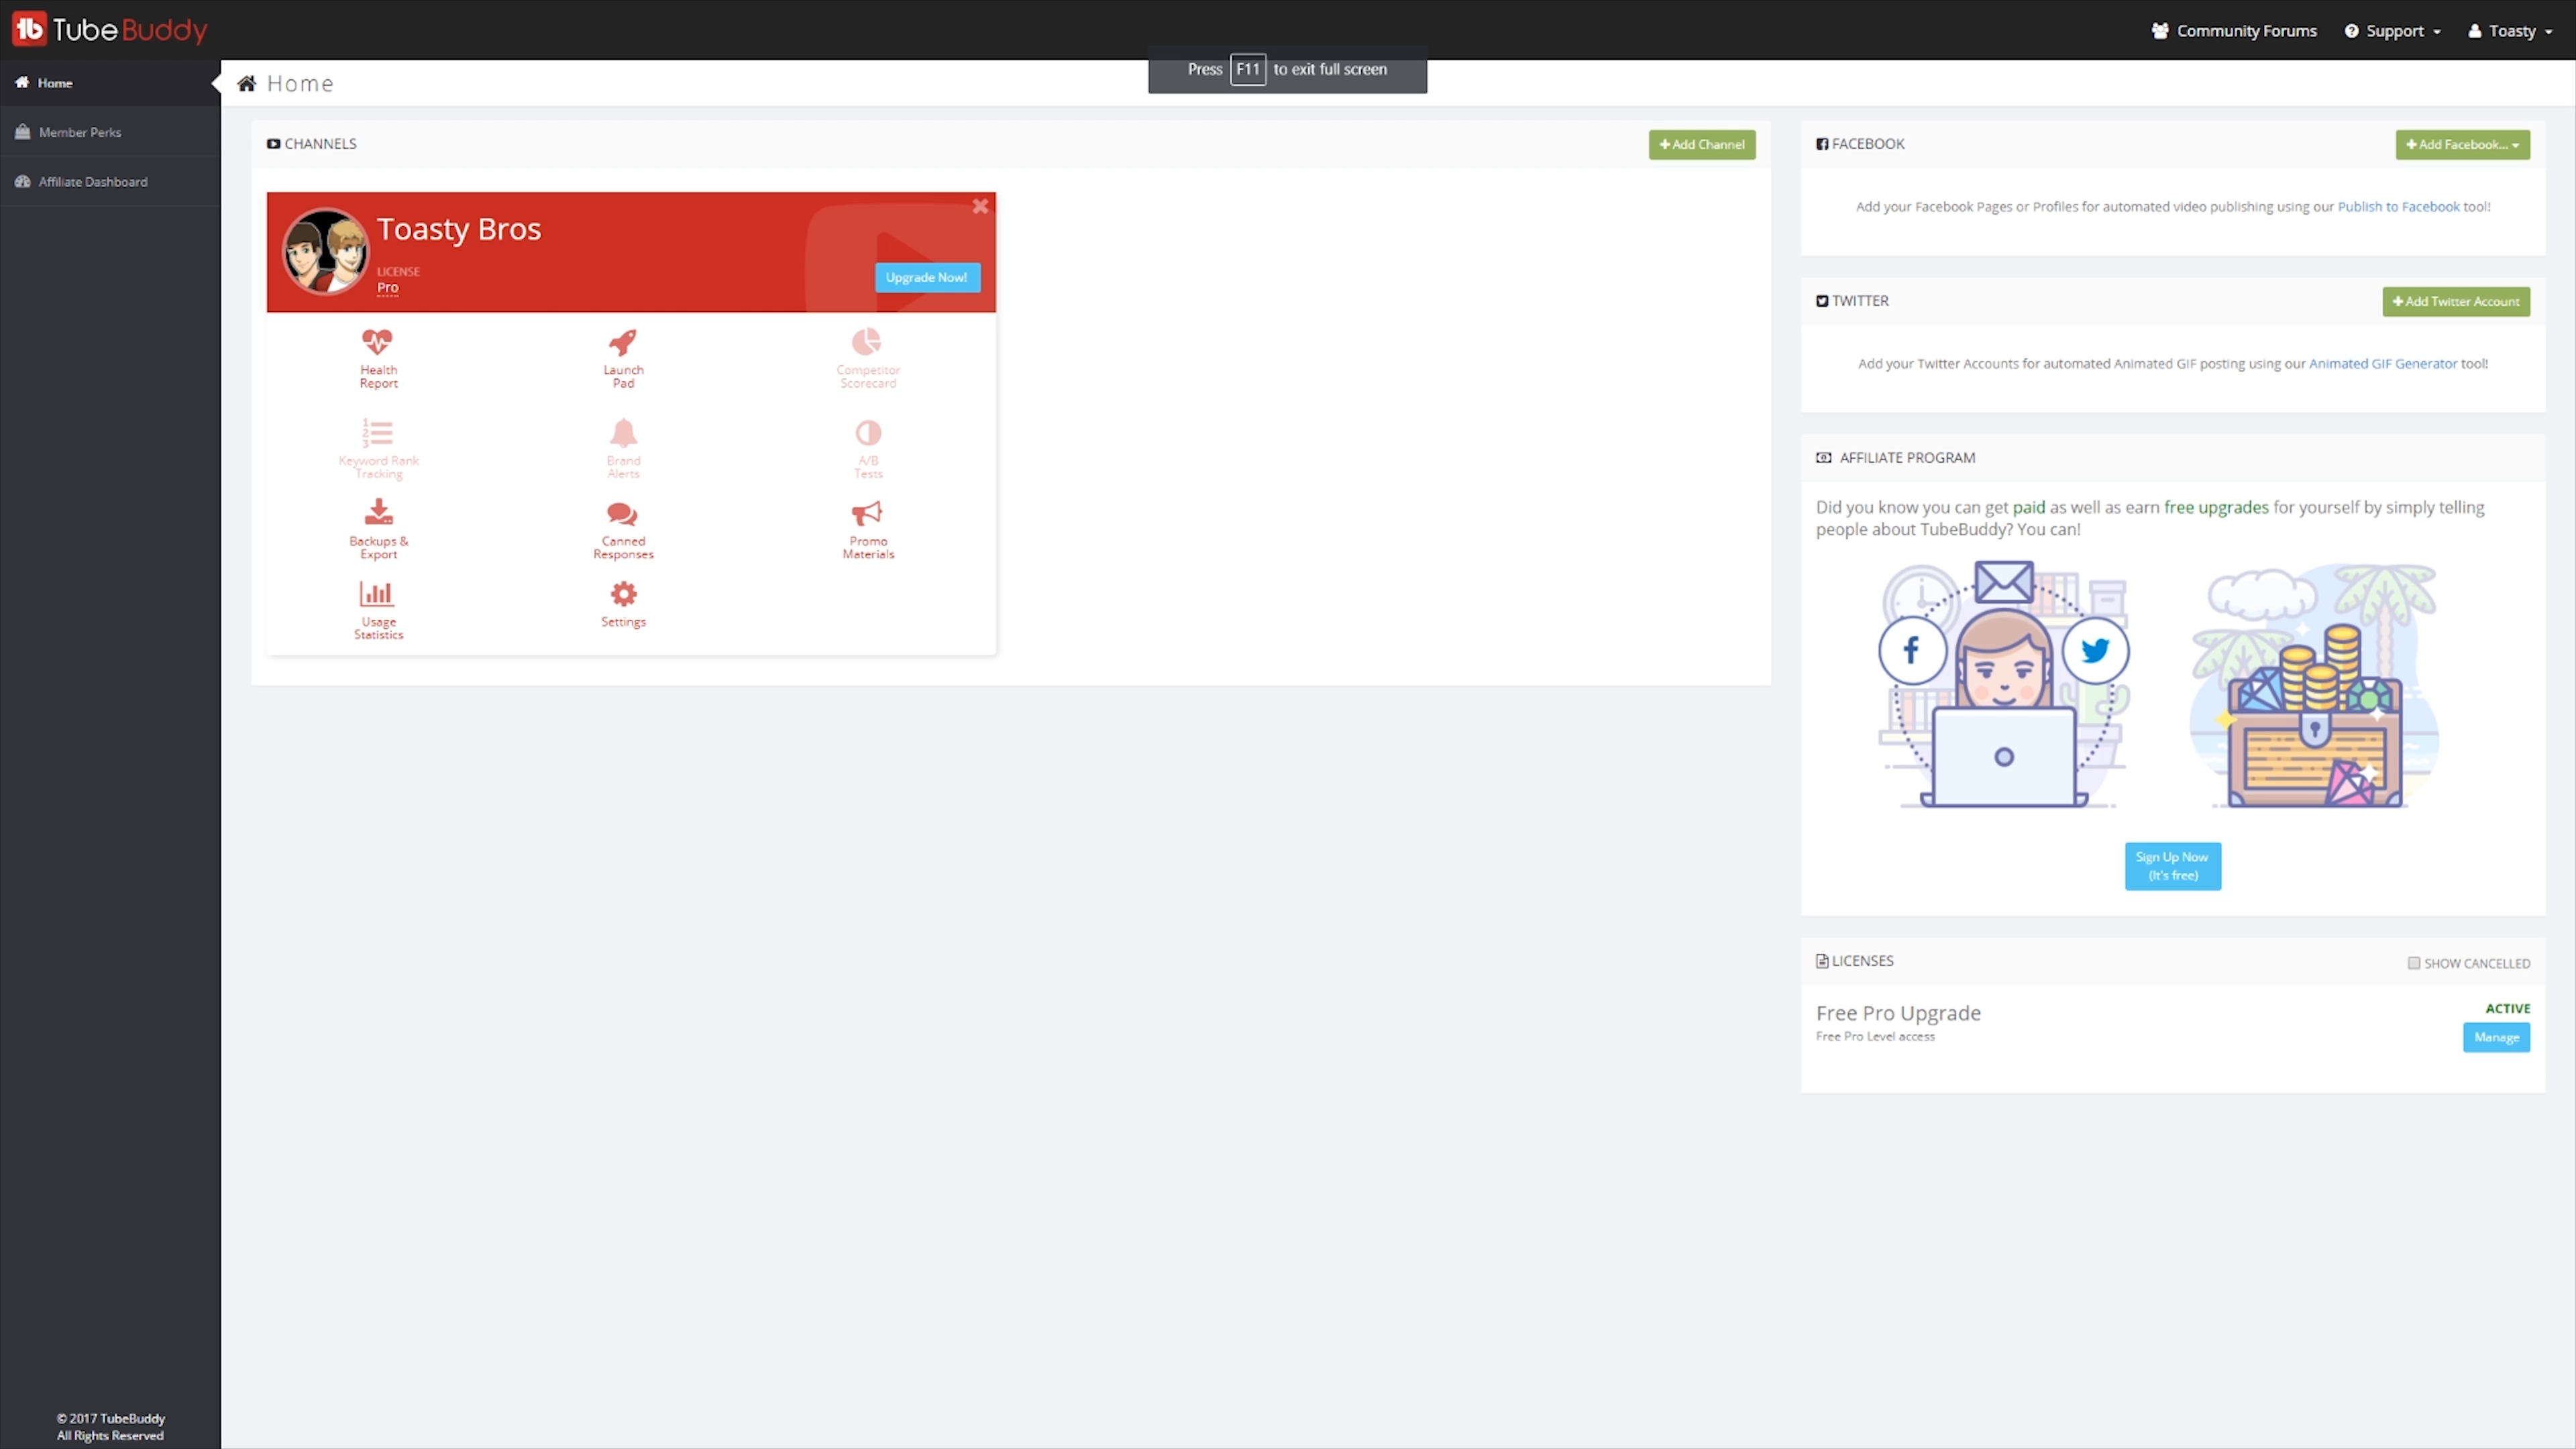 TubeBuddy
Community Forums
Support
Toasty
Press F11 to exit full screen
Home
Member Perks
Affiliate Dashboard
Home
CHANNELS
Add Channel
Toasty Bros
LICENSE
Pro
Upgrade Now!
Health
Report
Launch
Pad
Competitor
Scorecard
Keyword Rank
Tracking
Brand
Alerts
A/B
Tests
Backups &
Export
Canned
Responses
Promo
Materials
Usage
Statistics
Settings
FACEBOOK
Add Facebook...
Add your Facebook Pages or Profiles for automated video publishing using our Publish to Facebook tool!
TWITTER
Add Twitter Account
Add your Twitter Accounts for automated Animated GIF posting using our Animated GIF Generator tool!
AFFILIATE PROGRAM
Did you know you can get paid as well as earn free upgrades for yourself by simply telling
people about TubeBuddy? You can!
Sign Up Now
(It's free)
LICENSES
SHOW CANCELLED
Free Pro Upgrade
Free Pro Level access
ACTIVE
Manage
© 2017 TubeBuddy
All Rights Reserved